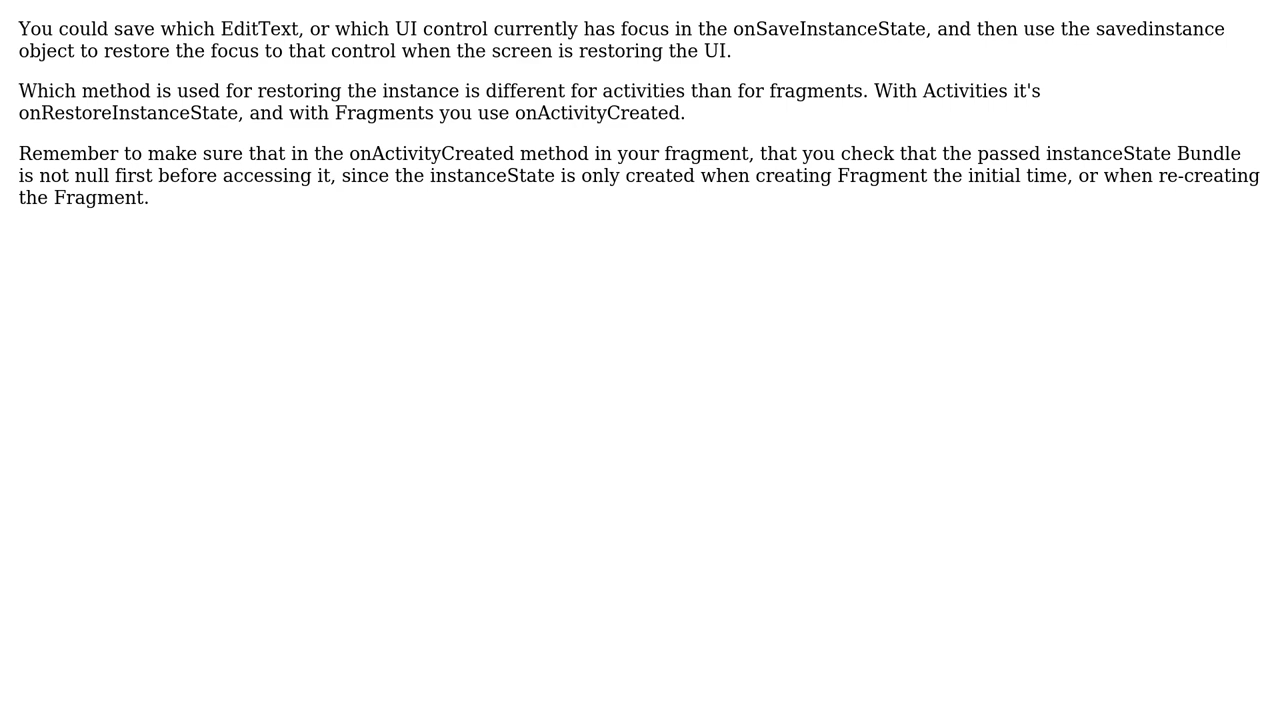 You could save which EditText, or which UI control currently has focus in the onSaveInstanceState, and then use the savedinstance
object to restore the focus to that control when the screen is restoring the UI.
Which method is used for restoring the instance is different for activities than for fragments. With Activities it's
onRestoreInstanceState, and with Fragments you use onActivityCreated.
Remember to make sure that in the onActivityCreated method in your fragment, that you check that the passed instanceState Bundle
is not null first before accessing it, since the instanceState is only created when creating Fragment the initial time, or when re-creating
the Fragment.